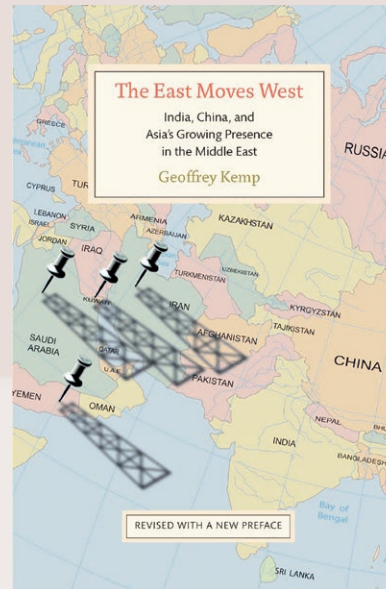 The East Moves West
India, China, and
Asia's Growing Presence
in the Middle East
Geoffrey Kemp
GREECE
RUSSIA
CYPRUS
TUR
LEBANON
ISRAEL
SYRIA
JORDAN
IRAQ
ARMENIA
AZERBAIJAN
KAZAKHSTAN
TURKMENISTAN
UZBEKISTAN
KYRGYZSTAN
TAJIKISTAN
KUWAIT
IRAN
AFGHANISTAN
CHINA
SAUDI
ARABIA
QATAR
U.A.E.
PAKISTAN
YEMEN
OMAN
NEPAL
BHU
INDIA
BANGLADESH
Bay of
Bengal
REVISED WITH A NEW PREFACE
SRI LANKA